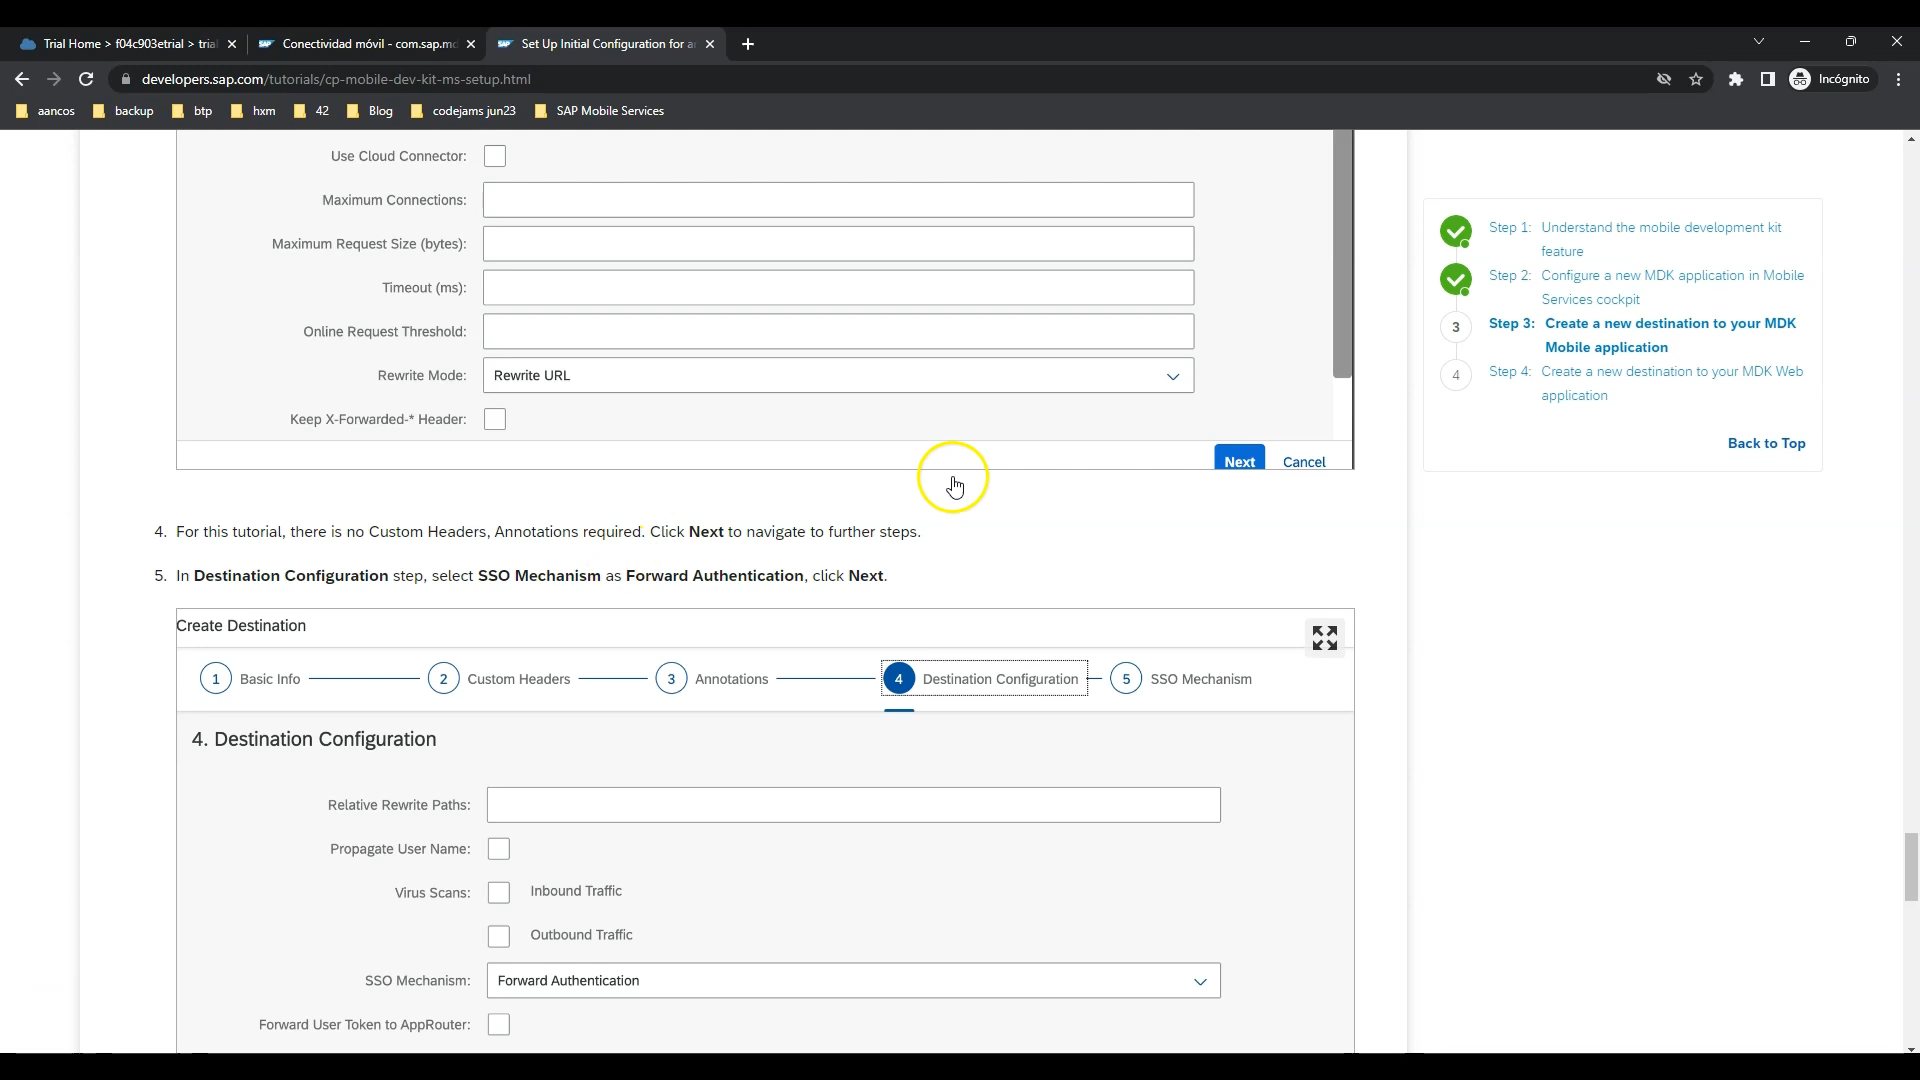 Trial Home > f04c903etrial > trial
Conectividad móvil - com.sap.md
Set Up Initial Configuration for a
developers.sap.com/tutorials/cp-mobile-dev-kit-ms-setup.html
Incógnito
aancos
backup
btp
hxm
42
Blog
codejams jun23
SAP Mobile Services
Use Cloud Connector:
Maximum Connections:
Maximum Request Size (bytes):
Timeout (ms):
Online Request Threshold:
Rewrite Mode: Rewrite URL
Keep X-Forwarded-* Header:
Next Cancel
4. For this tutorial, there is no Custom Headers, Annotations required. Click Next to navigate to further steps.
5. In Destination Configuration step, select SSO Mechanism as Forward Authentication, click Next.
Create Destination
1 Basic Info
2 Custom Headers
3 Annotations
4 Destination Configuration
5 SSO Mechanism
4. Destination Configuration
Relative Rewrite Paths:
Propagate User Name:
Virus Scans: Inbound Traffic
Outbound Traffic
SSO Mechanism: Forward Authentication
Forward User Token to AppRouter:
Step 1: Understand the mobile development kit
feature
Step 2: Configure a new MDK application in Mobile
Services cockpit
3 Step 3: Create a new destination to your MDK
Mobile application
4 Step 4: Create a new destination to your MDK Web
application
Back to Top